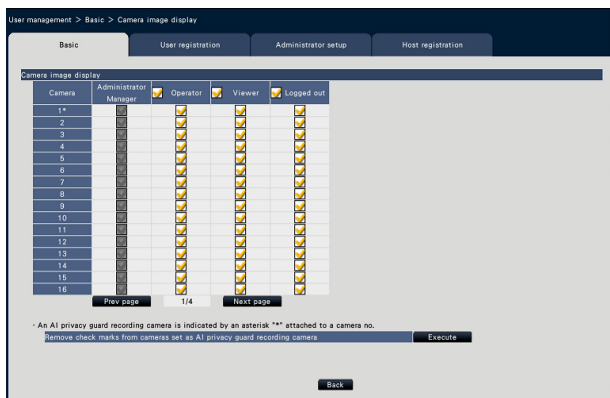 User management > Basic > Camera image display
Basic User registration Administrator setup Host registration
Camera image display
Camera Administrator Manager Operator Viewer Logged out
1*
2
3
4
5
6
7
8
9
10
11
12
13
14
15
16
Prev page 1/4 Next page
· An AI privacy guard recording camera is indicated by an asterisk "*" attached to a camera no.
Remove check marks from cameras set as AI privacy guard recording camera Execute
Back